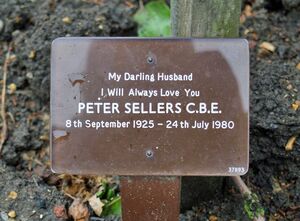 My Darling Husband
I Will Always Love You
PETER SELLERS C.B.E.
8th September 1925 - 24th July 1980
37893